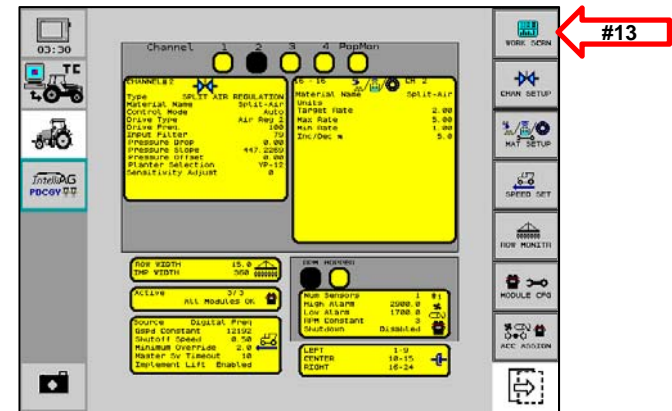 03:30
TE
IntelliAG
PDCGY
Channel 1 2 3 4 PopMon
CHANNEL# 2
Type SPLIT AIR REGULATION
Material Name Split-Air
Control Mode Auto
Drive Type Air Reg 2
Drive Freq. 100
Input Filter 79
Pressure Drop 0.00
Pressure Slope 447.2269
Pressure Offset 0.00
Planter Selection YP-12
Sensitivity Adjust 0
16 - 16 CH 2
Material Name Split-Air
Units
Target Rate 2.00
Max Rate 5.00
Min Rate 1.00
Inc/Dec % 5.0
ROW WIDTH 15.0
IMP WIDTH 360
Active 3/3
All Modules OK
Source Digital Freq
Gspd Constant 12192
Shutoff Speed 0.50
Minimum Override 2.0
Master Sw Timeout 10
Implement Lift Enabled
RPM HOPPER
Num Sensors 1 #1
High Alarm 2900.0
Low Alarm 1700.0
RPM Constant 3
Shutdown Disabled
LEFT 1-9
CENTER 10-15
RIGHT 16-24
WORK SCRN
CHAN SETUP
MAT SETUP
SPEED SET
ROW MONITR
MODULE CFG
ACC ASSIGN
#13